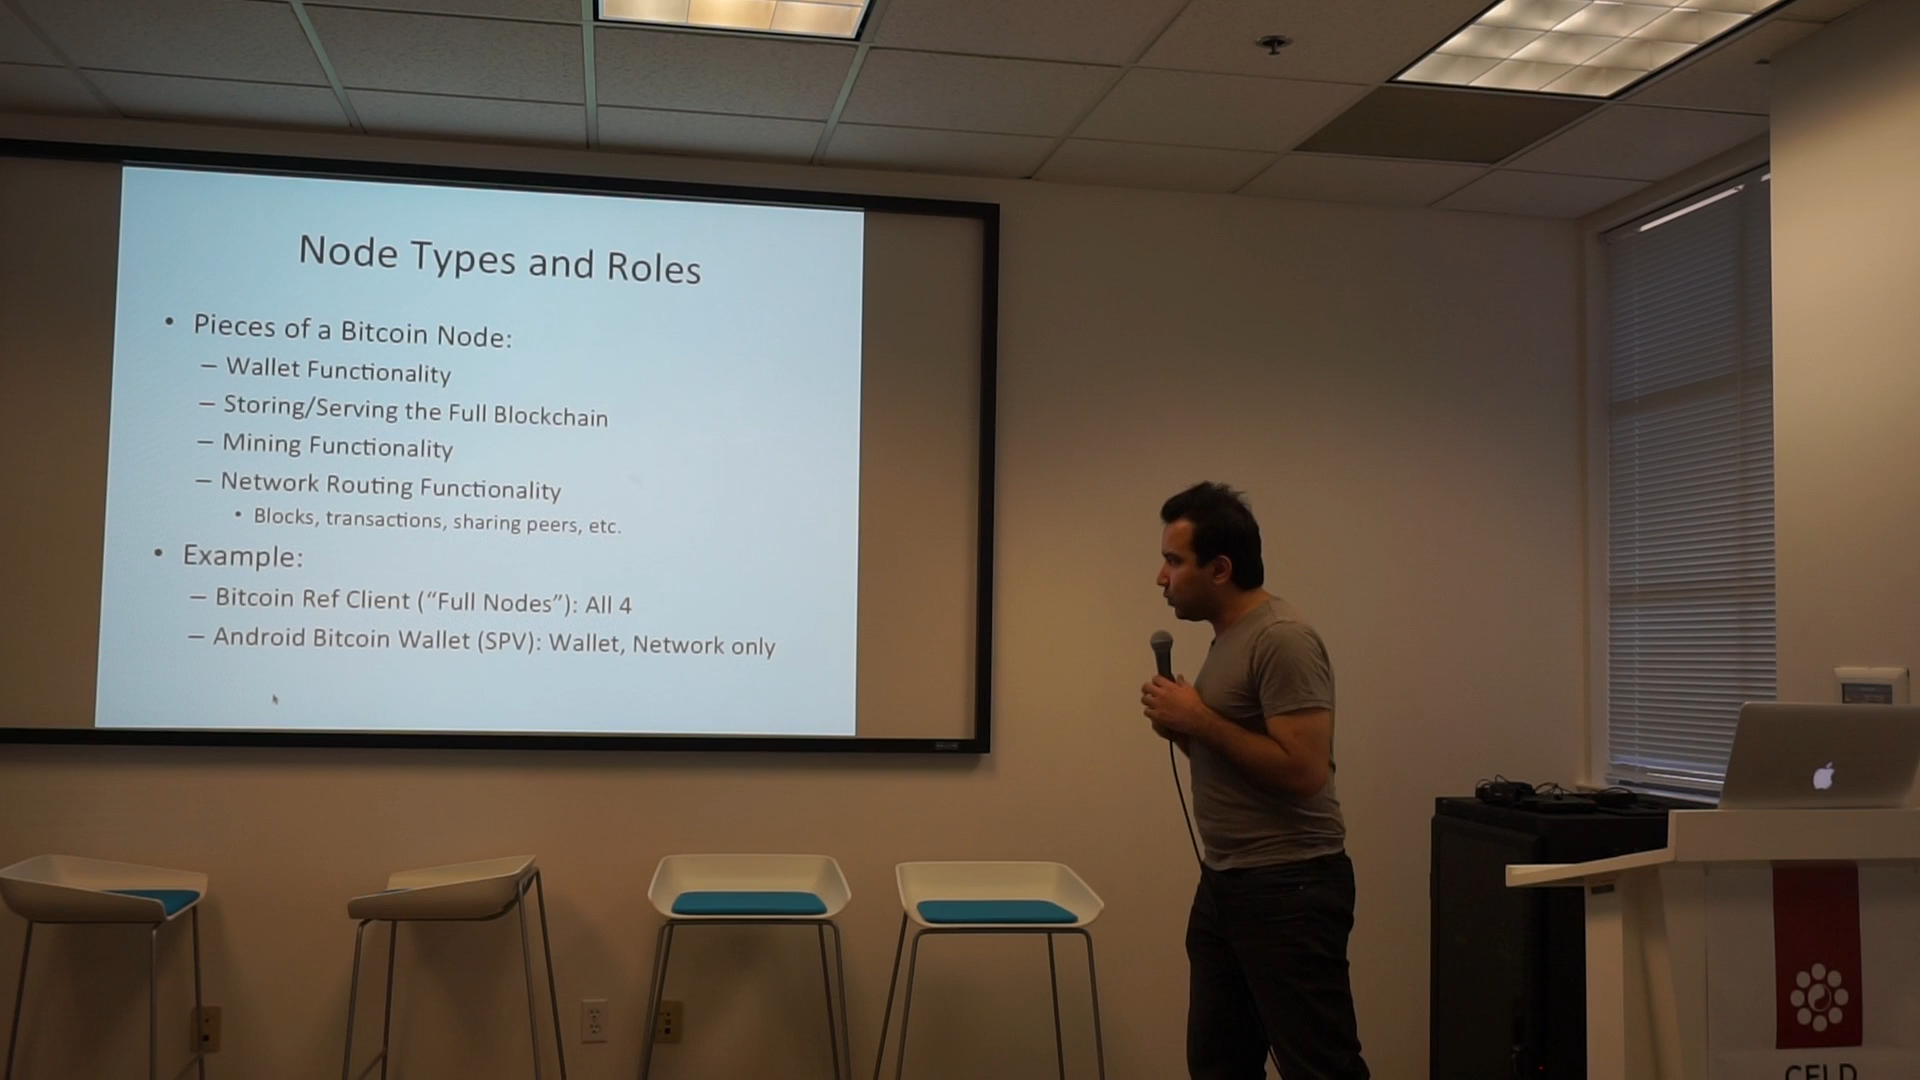 Node Types and Roles
• Pieces of a Bitcoin Node:
– Wallet Functionality
– Storing/Serving the Full Blockchain
– Mining Functionality
– Network Routing Functionality
• Blocks, transactions, sharing peers, etc.
• Example:
– Bitcoin Ref Client (“Full Nodes”): All 4
– Android Bitcoin Wallet (SPV): Wallet, Network only